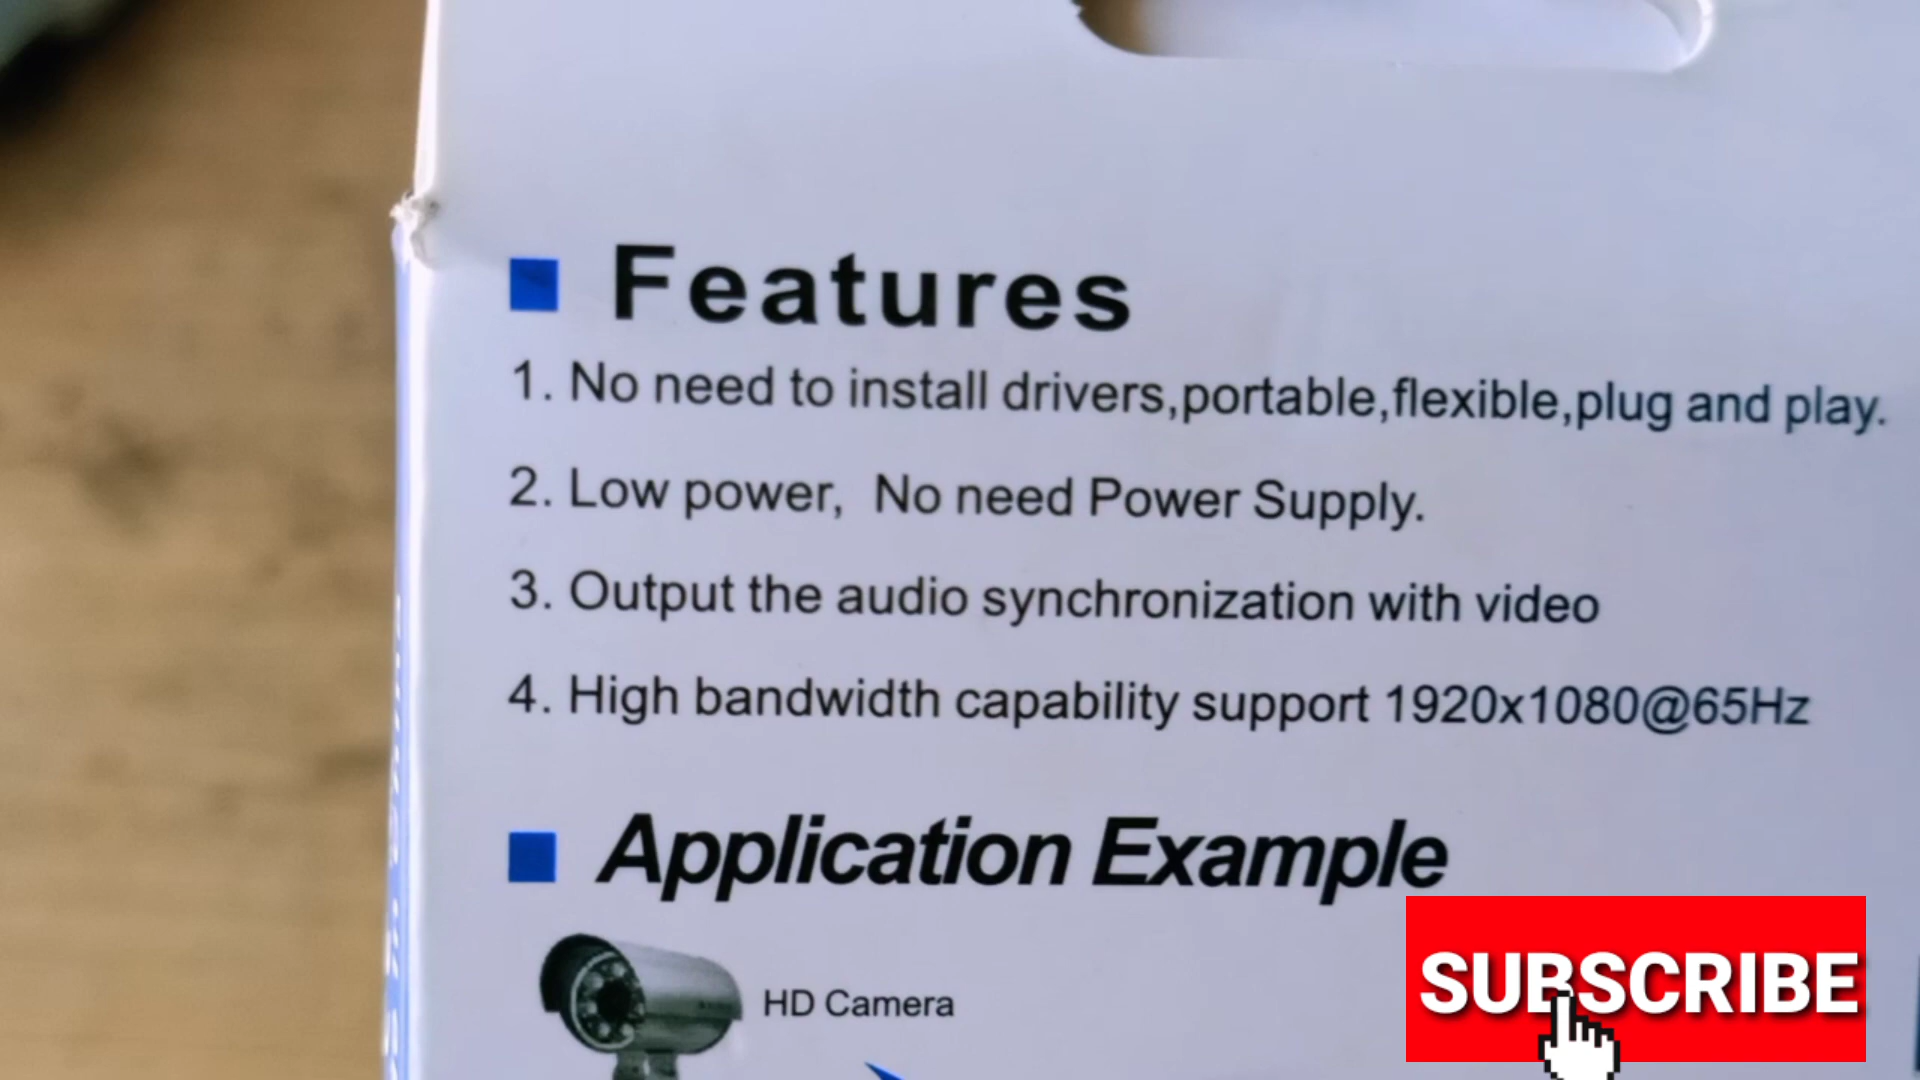 Features
1. No need to install drivers,portable,flexible,plug and play.
2. Low power, No need Power Supply.
3. Output the audio synchronization with video
4. High bandwidth capability support 1920x1080@65Hz
Application Example
HD Camera
SUBSCRIBE